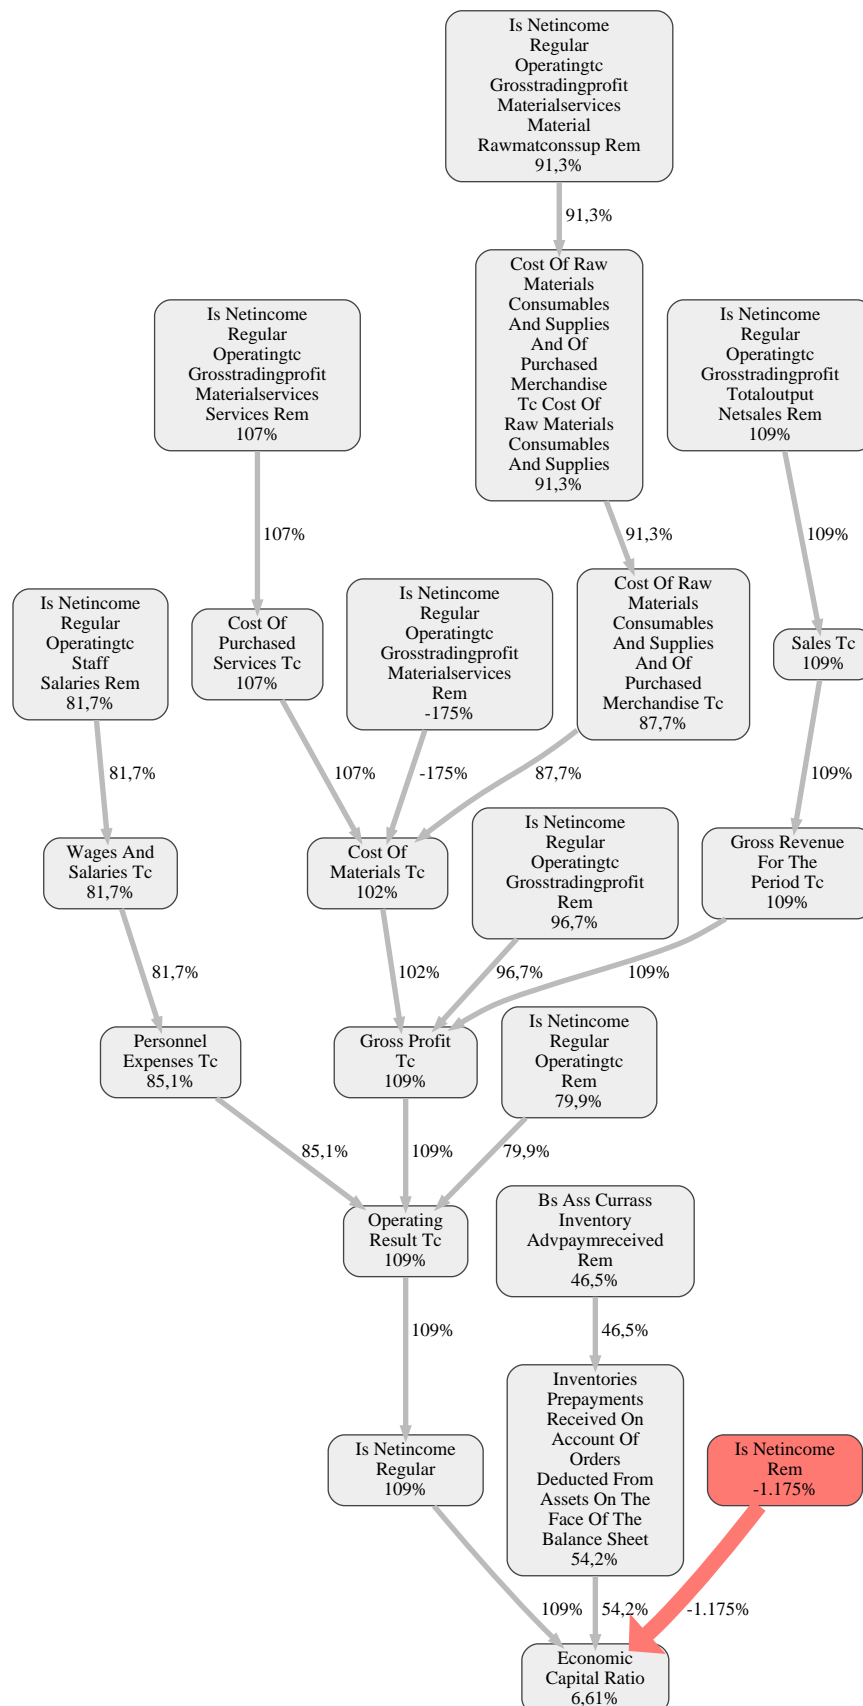 Is Netincome
Regular
Operatingtc
Grosstradingprofit
Materialservices
Material
Rawmatconssup Rem
91,3%
91,3%
Cost Of Raw
Materials
Consumables
And Supplies
And Of
Purchased
Merchandise
Tc Cost Of
Raw Materials
Consumables
And Supplies
91,3%
Is Netincome
Regular
Operatingtc
Grosstradingprofit
Materialservices
Services Rem
107%
Is Netincome
Regular
Operatingtc
Grosstradingprofit
Totaloutput
Netsales Rem
109%
107%
91,3%
109%
Is Netincome
Regular
Operatingtc
Staff
Salaries Rem
81,7%
Cost Of
Purchased
Services Tc
107%
Is Netincome
Regular
Operatingtc
Grosstradingprofit
Materialservices
Rem
-175%
Cost Of Raw
Materials
Consumables
And Supplies
And Of
Purchased
Merchandise Tc
87,7%
Sales Tc
109%
81,7%
107%
-175%
87,7%
109%
Wages And
Salaries Tc
81,7%
Cost Of
Materials Tc
102%
Is Netincome
Regular
Operatingtc
Grosstradingprofit
Rem
96,7%
Gross Revenue
For The
Period Tc
109%
81,7%
102%
96,7%
109%
Personnel
Expenses Tc
85,1%
Gross Profit
Tc
109%
Is Netincome
Regular
Operatingtc
Rem
79,9%
85,1%
109%
79,9%
Operating
Result Tc
109%
Bs Ass Currass
Inventory
Advpaymreceived
Rem
46,5%
109%
46,5%
Is Netincome
Regular
109%
Inventories
Prepayments
Received On
Account Of
Orders
Deducted From
Assets On The
Face Of The
Balance Sheet
54,2%
Is Netincome
Rem
-1.175%
109%
54,2%
-1.175%
Economic
Capital Ratio
6,61%